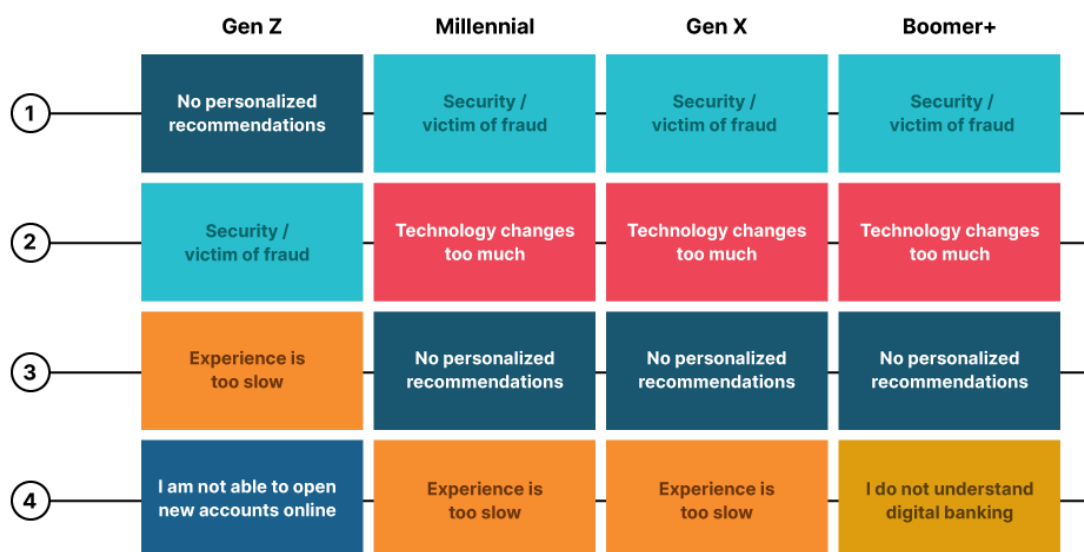 Gen Z Millennial Gen X Boomer+
1
No personalized
recommendations
Security /
victim of fraud
Security /
victim of fraud
Security /
victim of fraud
2
Security /
victim of fraud
Technology changes
too much
Technology changes
too much
Technology changes
too much
3
Experience is
too slow
No personalized
recommendations
No personalized
recommendations
No personalized
recommendations
4
I am not able to open
new accounts online
Experience is
too slow
Experience is
too slow
I do not understand
digital banking